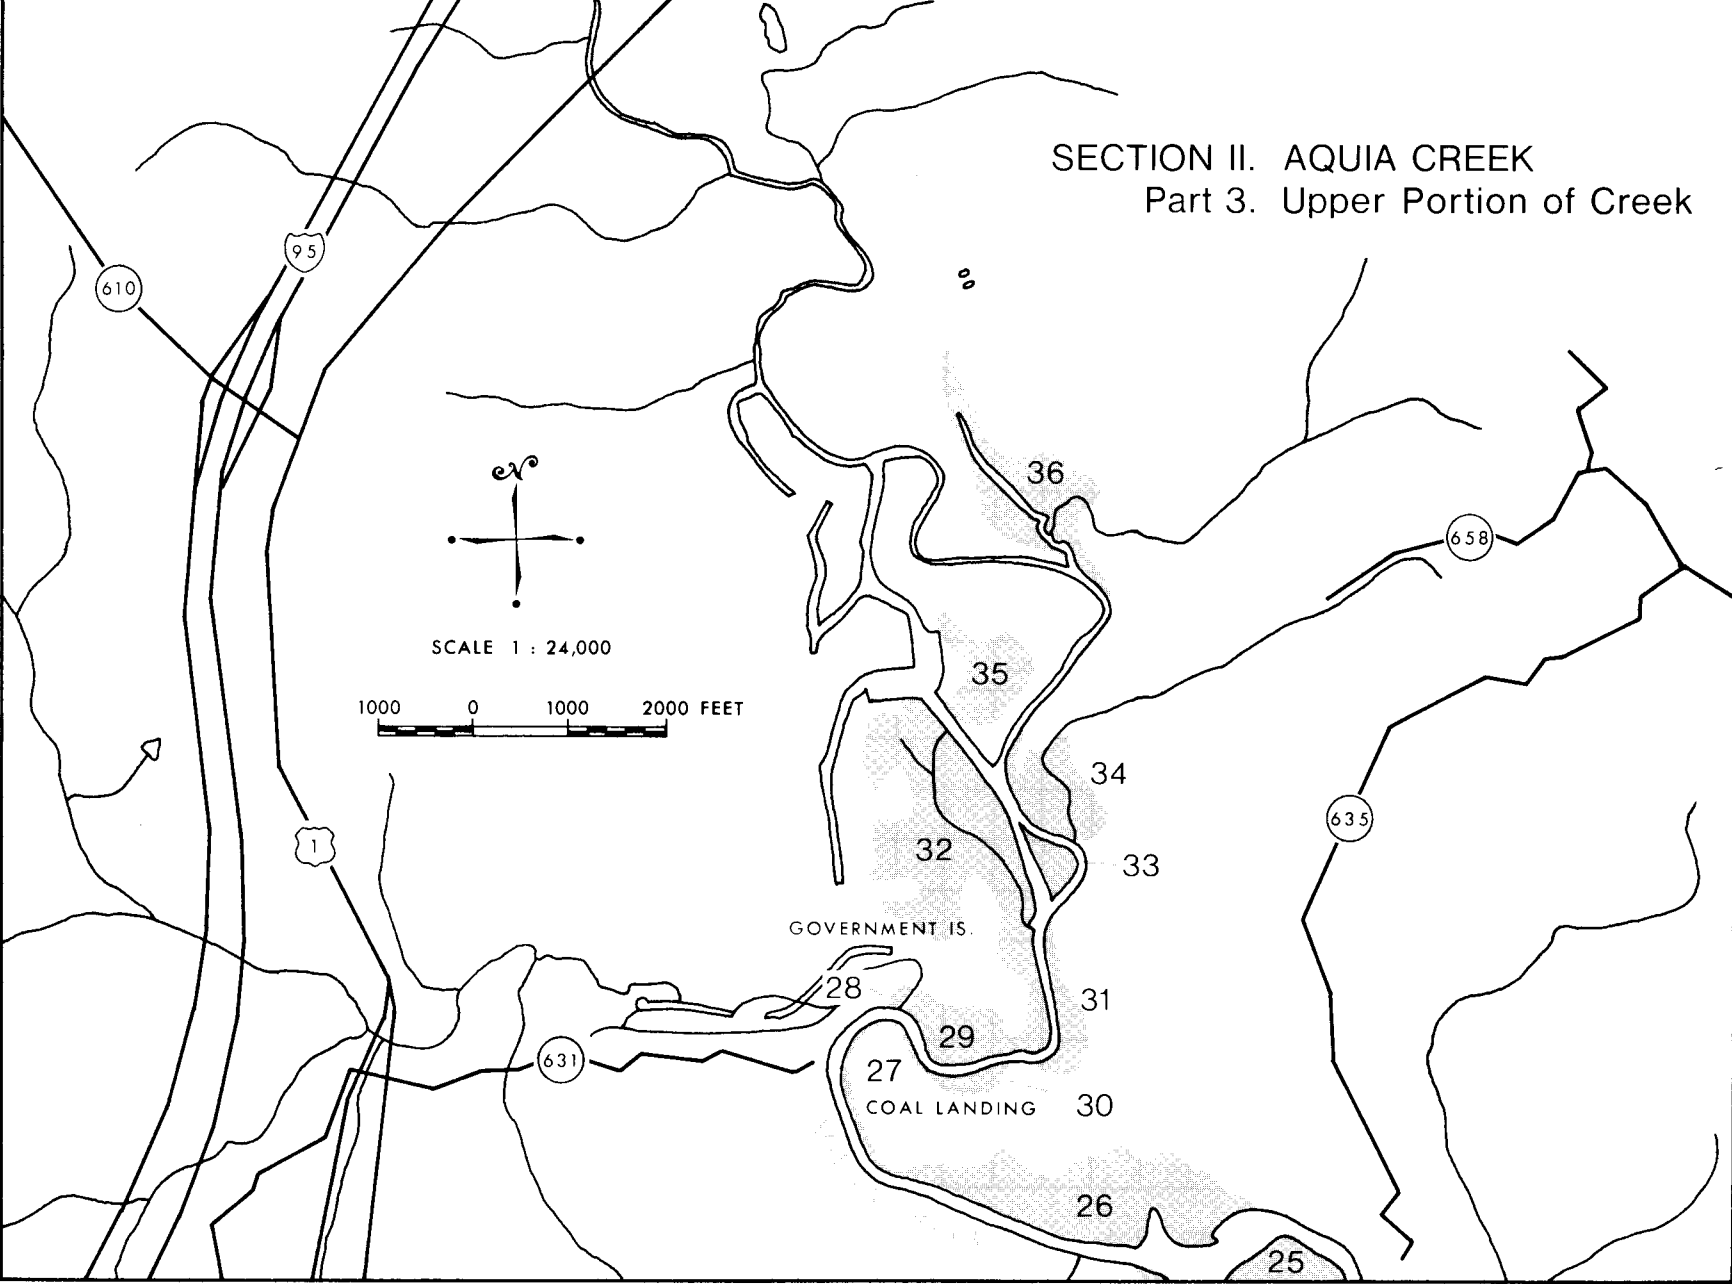 SECTION II. AQUIA CREEK
Part 3. Upper Portion of Creek
95
610
N
36
658
SCALE 1 : 24,000
35
1000 0 1000 2000 FEET
34
635
1
32
33
GOVERNMENT IS.
28
31
29
631
27
COAL LANDING
30
26
25